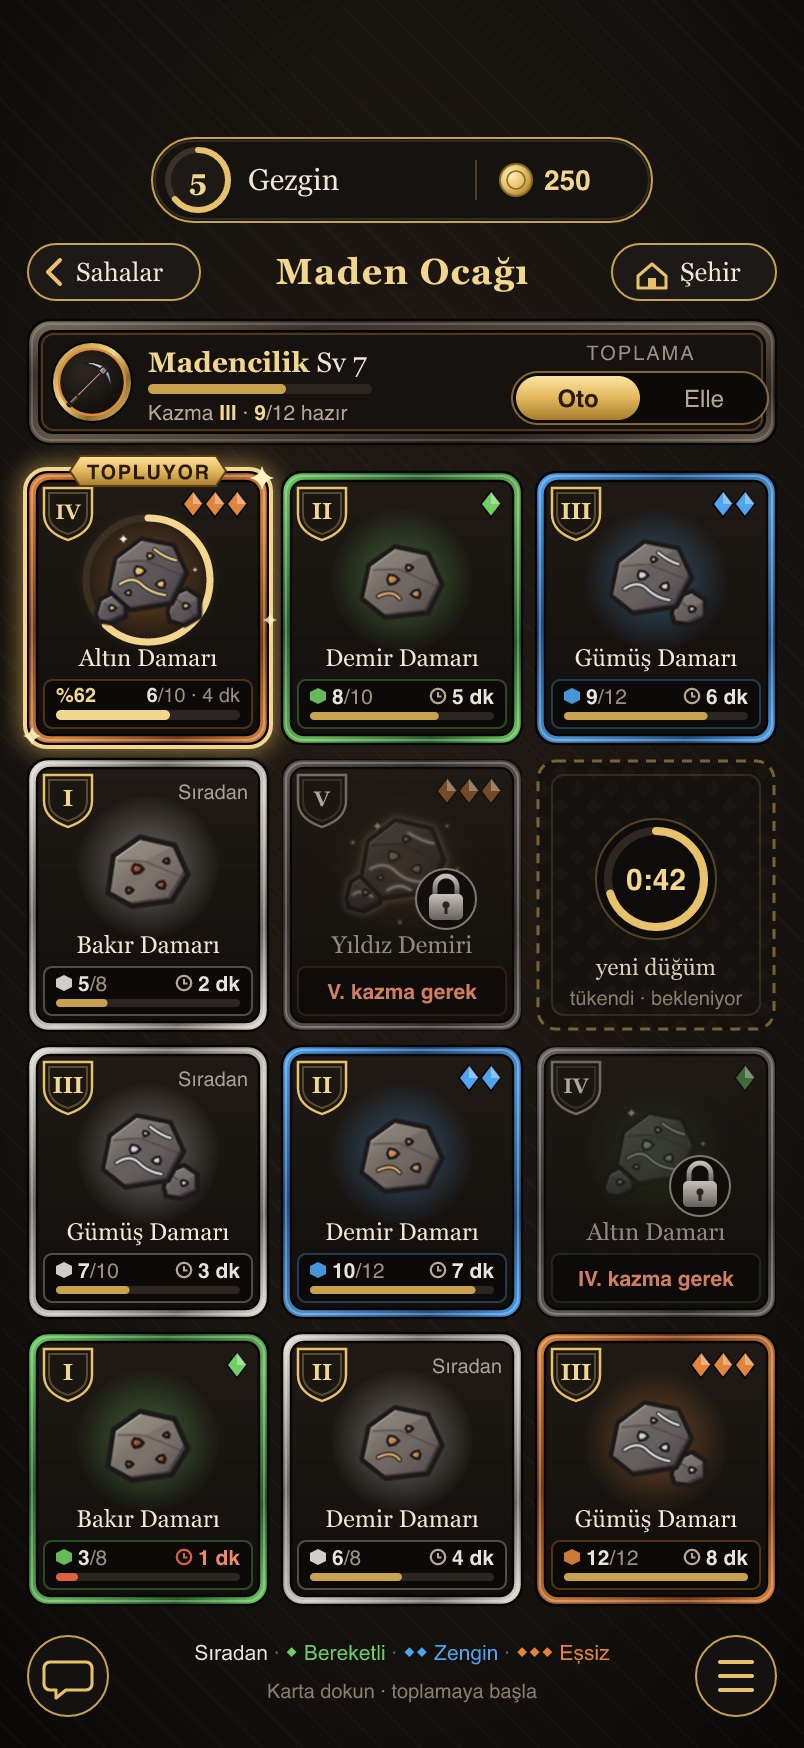 5 Gezgin 250
Sahalar Maden Ocağı Şehir
Madencilik Sv 7
Kazma III · 9/12 hazır
TOPLAMA
Oto Elle
TOPLUYOR
IV
Altın Damarı
%62 6/10 · 4 dk
II
Demir Damarı
8/10 5 dk
III
Gümüş Damarı
9/12 6 dk
I Sıradan
Bakır Damarı
5/8 2 dk
V
Yıldız Demiri
V. kazma gerek
0:42
yeni düğüm
tükendi · bekleniyor
III Sıradan
Gümüş Damarı
7/10 3 dk
II
Demir Damarı
10/12 7 dk
IV
Altın Damarı
IV. kazma gerek
I
Bakır Damarı
3/8 1 dk
II Sıradan
Demir Damarı
6/8 4 dk
III
Gümüş Damarı
12/12 8 dk
Sıradan · Bereketli · Zengin · Eşsiz
Karta dokun · toplamaya başla